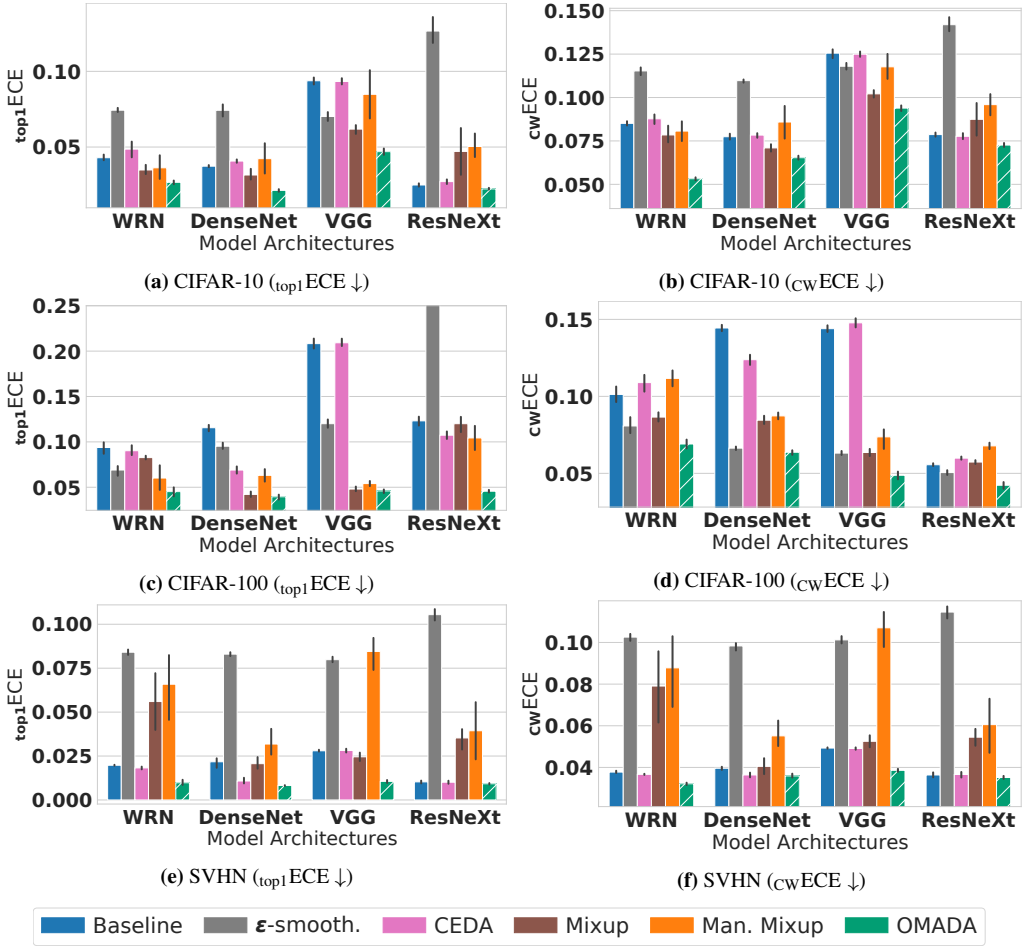 top1ECE
0.10
0.05
WRN DenseNet VGG ResNeXt
Model Architectures
(a) CIFAR-10 (top1ECE ↓)
cwECE
0.150
0.125
0.100
0.075
0.050
WRN DenseNet VGG ResNeXt
Model Architectures
(b) CIFAR-10 (CWECE ↓)
top1ECE
0.25
0.20
0.15
0.10
0.05
WRN DenseNet VGG ResNeXt
Model Architectures
(c) CIFAR-100 (top1ECE ↓)
cwECE
0.15
0.10
0.05
WRN DenseNet VGG ResNeXt
Model Architectures
(d) CIFAR-100 (CWECE ↓)
top1ECE
0.100
0.075
0.050
0.025
0.000
WRN DenseNet VGG ResNeXt
Model Architectures
(e) SVHN (top1ECE ↓)
cwECE
0.10
0.08
0.06
0.04
WRN DenseNet VGG ResNeXt
Model Architectures
(f) SVHN (CWECE ↓)
Baseline ε-smooth. CEDA Mixup Man. Mixup OMADA